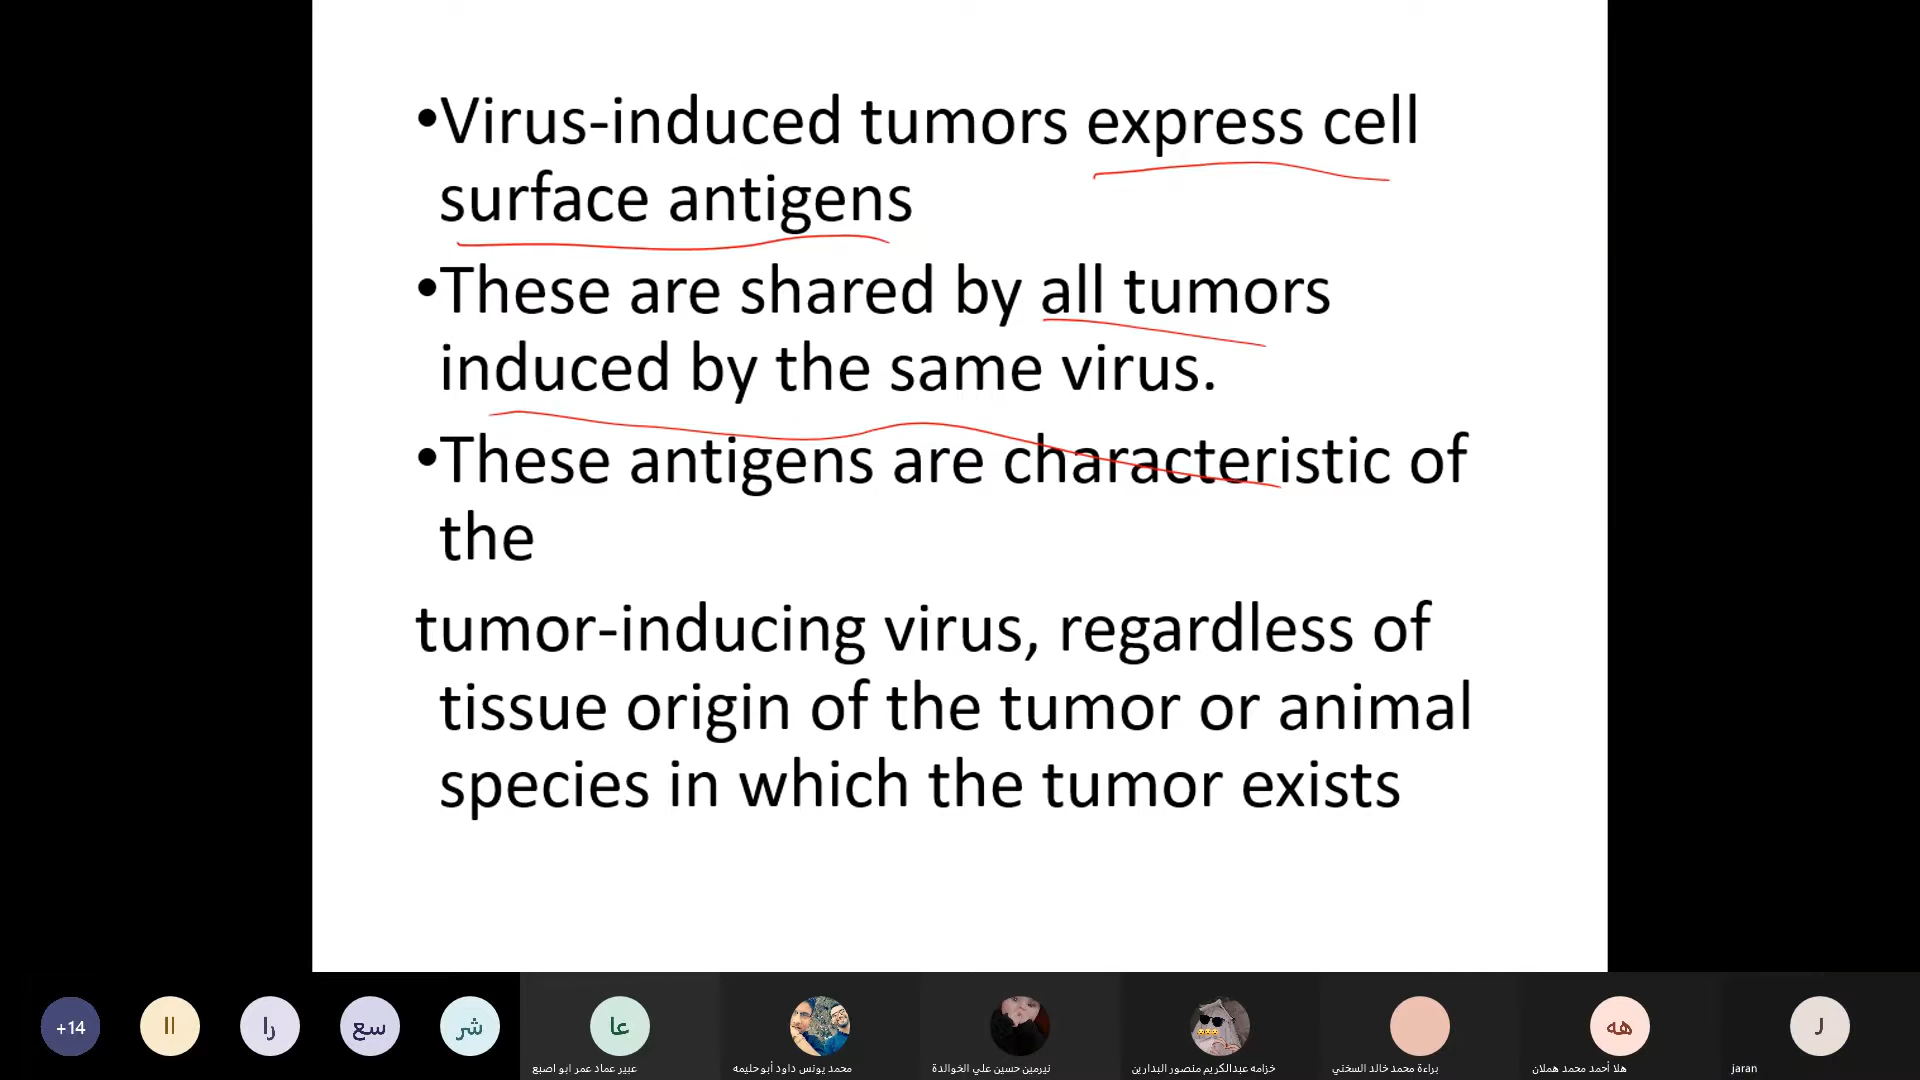 •Virus-induced tumors express cell
surface antigens
•These are shared by all tumors
induced by the same virus.
•These antigens are characteristic of
the
tumor-inducing virus, regardless of
tissue origin of the tumor or animal
species in which the tumor exists
+14
اا
را
سع
شر
عا
هه
J
عبير عماد عمر ابو اصبع
محمد يونس داود أبوحليمه
نيرمين حسين علي الخوالدة
خزامه عبدالكريم منصور البدارين
براءة محمد خالد السخني
هلا أحمد محمد هملان
jaran